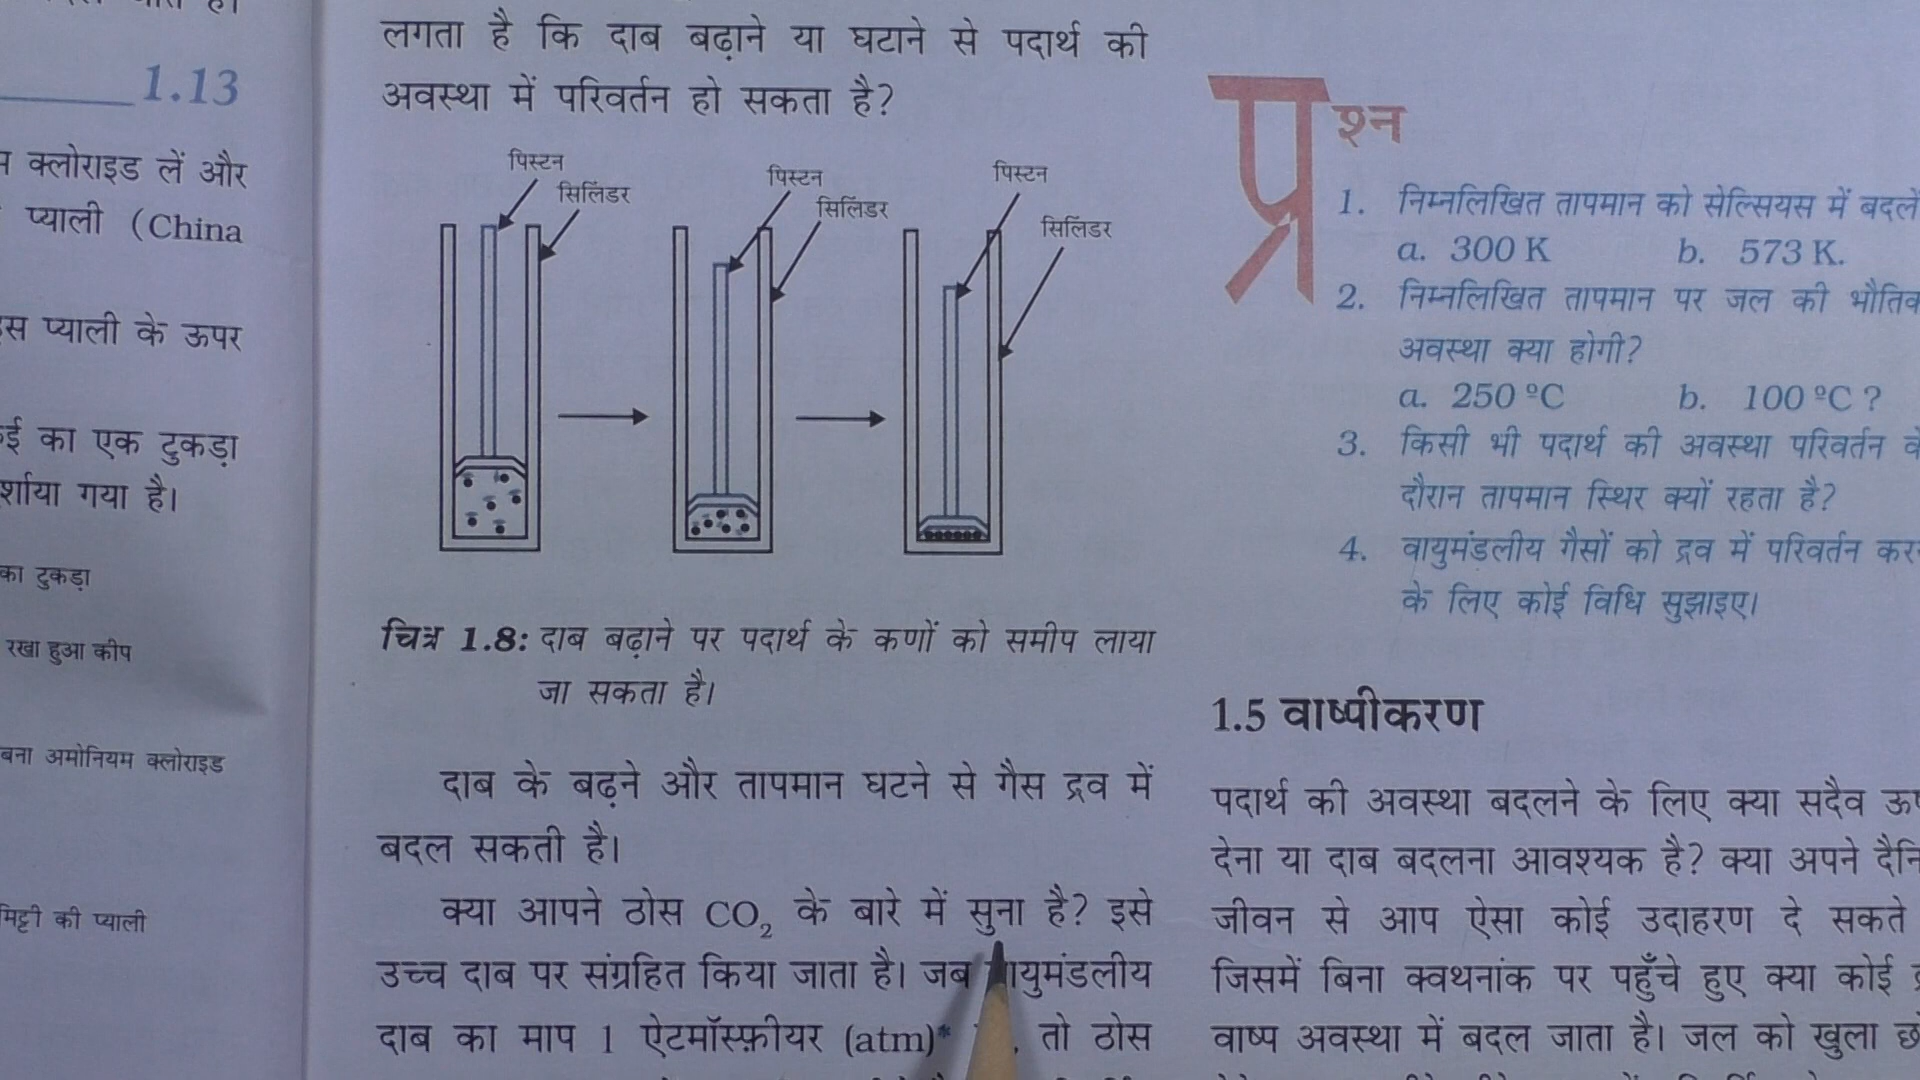 1.13
क्लोराइड लें और
प्याली (China
प्याली के ऊपर
का एक टुकड़ा
गया है।
का टुकड़ा
रखा हुआ कीप
बना अमोनियम क्लोराइड
मिट्टी की प्याली
लगता है कि दाब बढ़ाने या घटाने से पदार्थ की
अवस्था में परिवर्तन हो सकता है?
पिस्टन
सिलिंडर
पिस्टन
सिलिंडर
पिस्टन
सिलिंडर
चित्र 1.8: दाब बढ़ाने पर पदार्थ के कणों को समीप लाया
जा सकता है।
दाब के बढ़ने और तापमान घटने से गैस द्रव में
बदल सकती है।
क्या आपने ठोस CO₂ के बारे में सुना है? इसे
उच्च दाब पर संग्रहित किया जाता है। जब
दाब का माप 1 ऐटमॉस्फ़ीयर (atm)* तो ठोस
प्रश्न
1. निम्नलिखित तापमान को सेल्सियस में बदलें
a. 300 K b. 573 K.
2. निम्नलिखित तापमान पर जल की
अवस्था क्या होगी?
a. 250 ºC b. 100 ºC ?
3. किसी भी पदार्थ की अवस्था परिवर्तन
दौरान तापमान स्थिर क्यों रहता है?
4. वायुमंडलीय गैसों को द्रव में परिवर्तन
के लिए कोई विधि सुझाइए।
1.5 वाष्पीकरण
पदार्थ की अवस्था बदलने के लिए क्या सदैव
देना या दाब बदलना आवश्यक है? क्या अपने
जीवन से आप ऐसा कोई उदाहरण दे सकते
जिसमें बिना क्वथनांक पर पहुँचे हुए क्या कोई
वाष्प अवस्था में बदल जाता है। जल को खुला